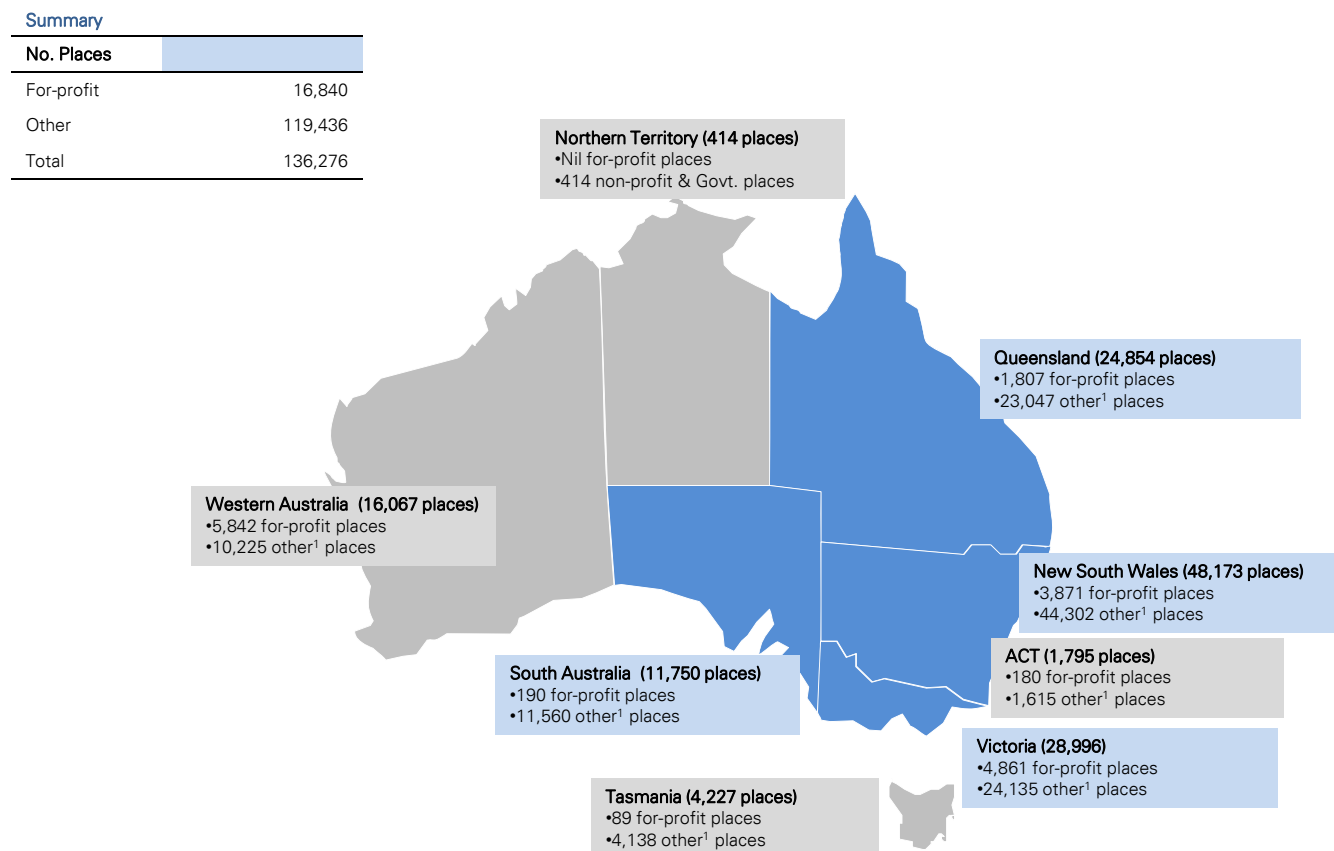 Summary
No. Places
For-profit 16,840
Other 119,436
Total 136,276
Northern Territory (414 places)
•Nil for-profit places
•414 non-profit & Govt. places
Queensland (24,854 places)
•1,807 for-profit places
•23,047 other¹ places
Western Australia (16,067 places)
•5,842 for-profit places
•10,225 other¹ places
New South Wales (48,173 places)
•3,871 for-profit places
•44,302 other¹ places
ACT (1,795 places)
•180 for-profit places
•1,615 other¹ places
South Australia (11,750 places)
•190 for-profit places
•11,560 other¹ places
Victoria (28,996)
•4,861 for-profit places
•24,135 other¹ places
Tasmania (4,227 places)
•89 for-profit places
•4,138 other¹ places